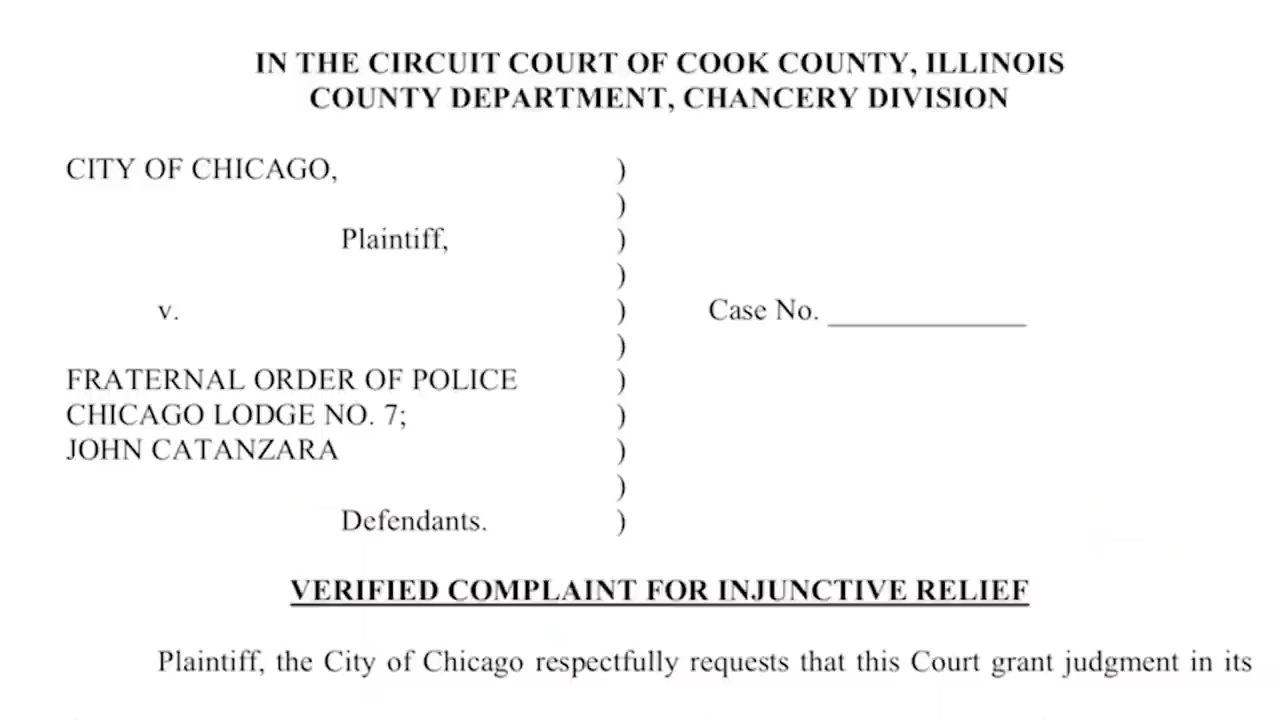 IN THE CIRCUIT COURT OF COOK COUNTY, ILLINOIS
COUNTY DEPARTMENT, CHANCERY DIVISION
CITY OF CHICAGO, )
)
Plaintiff, )
)
v. ) Case No. ______________
)
FRATERNAL ORDER OF POLICE )
CHICAGO LODGE NO. 7; )
JOHN CATANZARA )
)
Defendants. )
VERIFIED COMPLAINT FOR INJUNCTIVE RELIEF
Plaintiff, the City of Chicago respectfully requests that this Court grant judgment in its